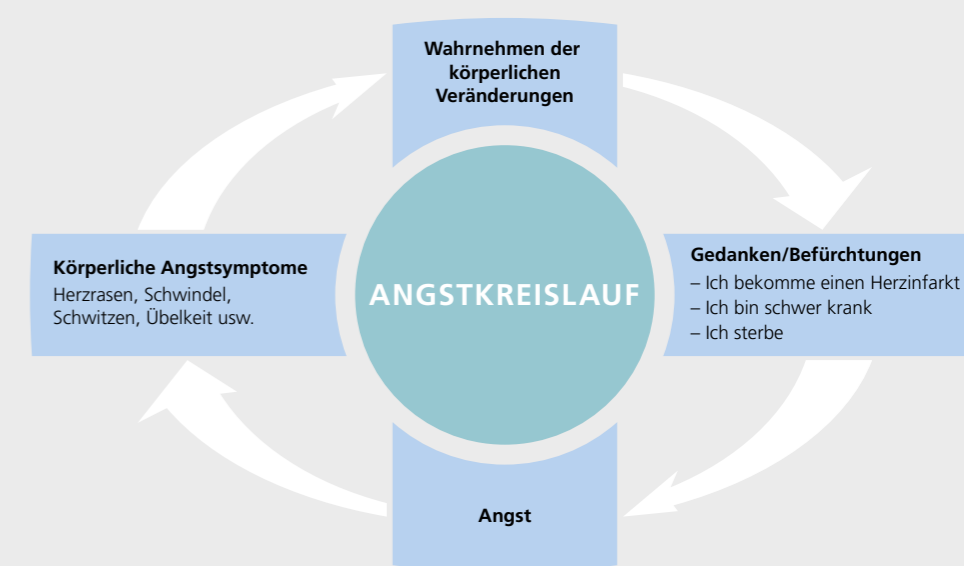 Wahrnehmen der
körperlichen
Veränderungen
Gedanken/Befürchtungen
– Ich bekomme einen Herzinfarkt
– Ich bin schwer krank
– Ich sterbe
Angst
Körperliche Angstsymptome
Herzrasen, Schwindel,
Schwitzen, Übelkeit usw.
ANGSTKREISLAUF